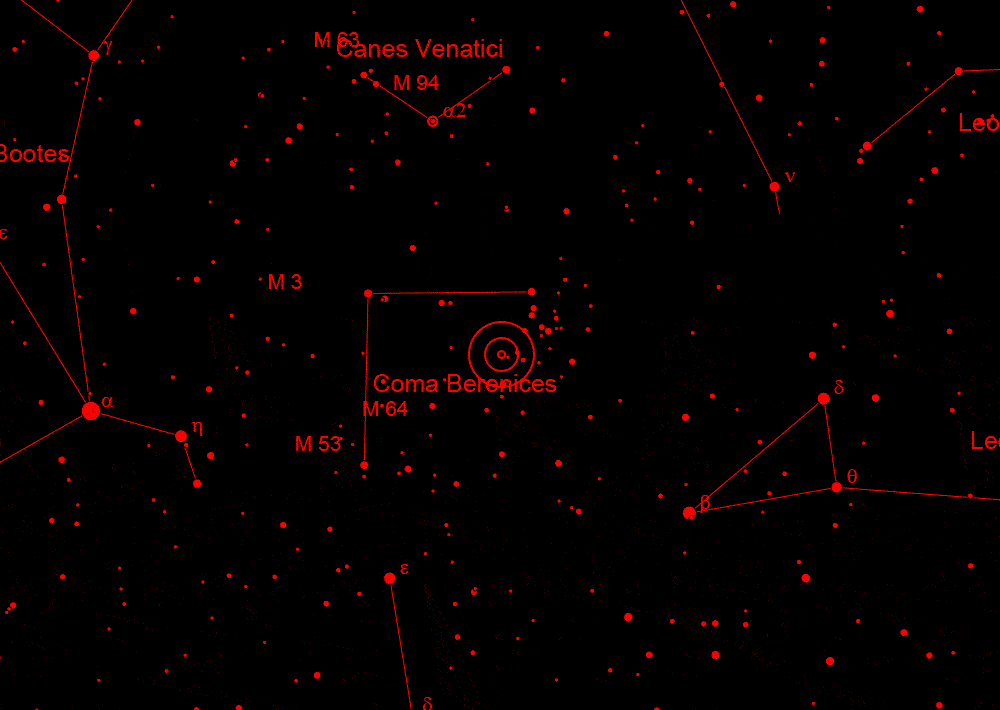 γ
M 63
Canes Venatici
M 94
α2
Leo
Bootes
ν
ε
M 3
Coma Berenices
δ
α
M 64
η
M 53
Leo
θ
β
ε
δ